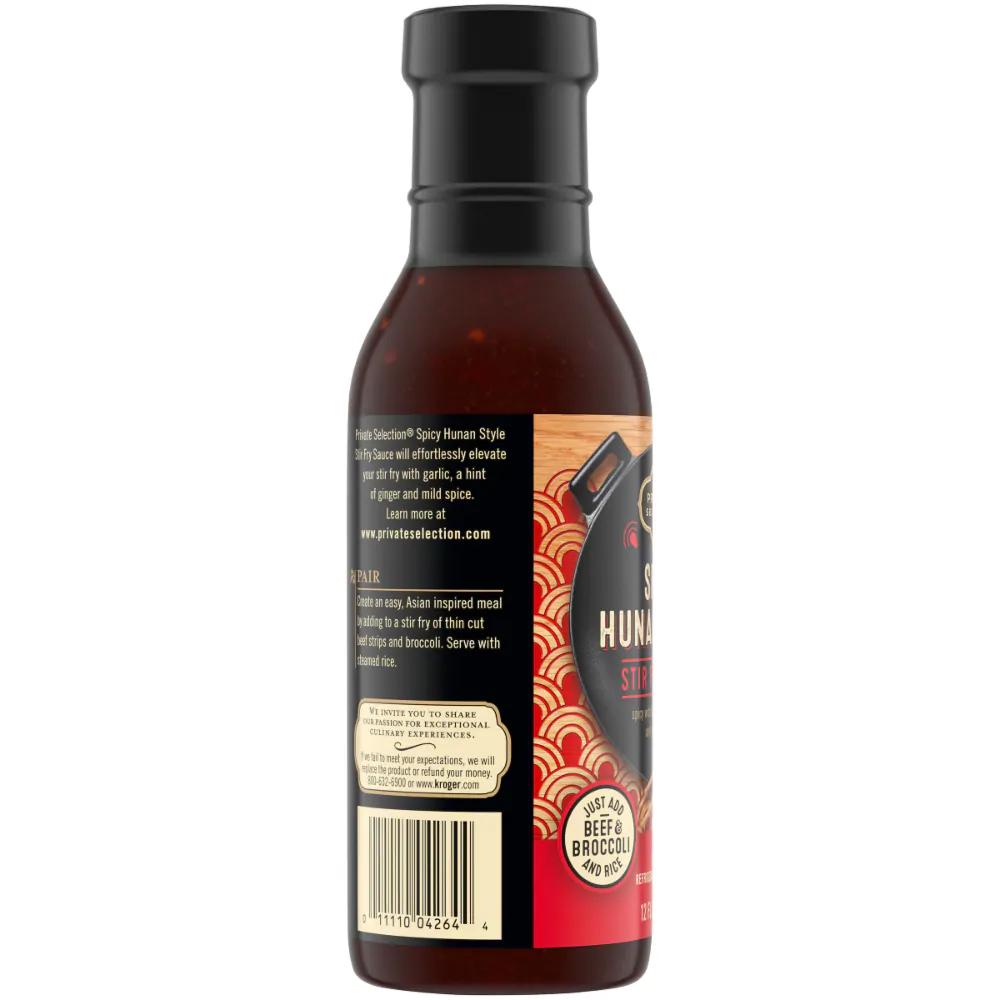 Private Selection® Spicy Hunan Style
Stir Fry Sauce will effortlessly elevate
your stir fry with garlic, a hint
of ginger and mild spice.
Learn more at
www.privateselection.com
PAIR
Create an easy, Asian inspired meal
by adding to a stir fry of thin cut
beef strips and broccoli. Serve with
steamed rice.
WE INVITE YOU TO SHARE
OUR PASSION FOR EXCEPTIONAL
CULINARY EXPERIENCES.
If we fail to meet your expectations, we will
replace the product or refund your money.
800-632-6900 or www.kroger.com
0 11110 04264 4
HUNA
STIR
spicy
JUST ADD
BEEF &
BROCCOLI
AND RICE
12 F